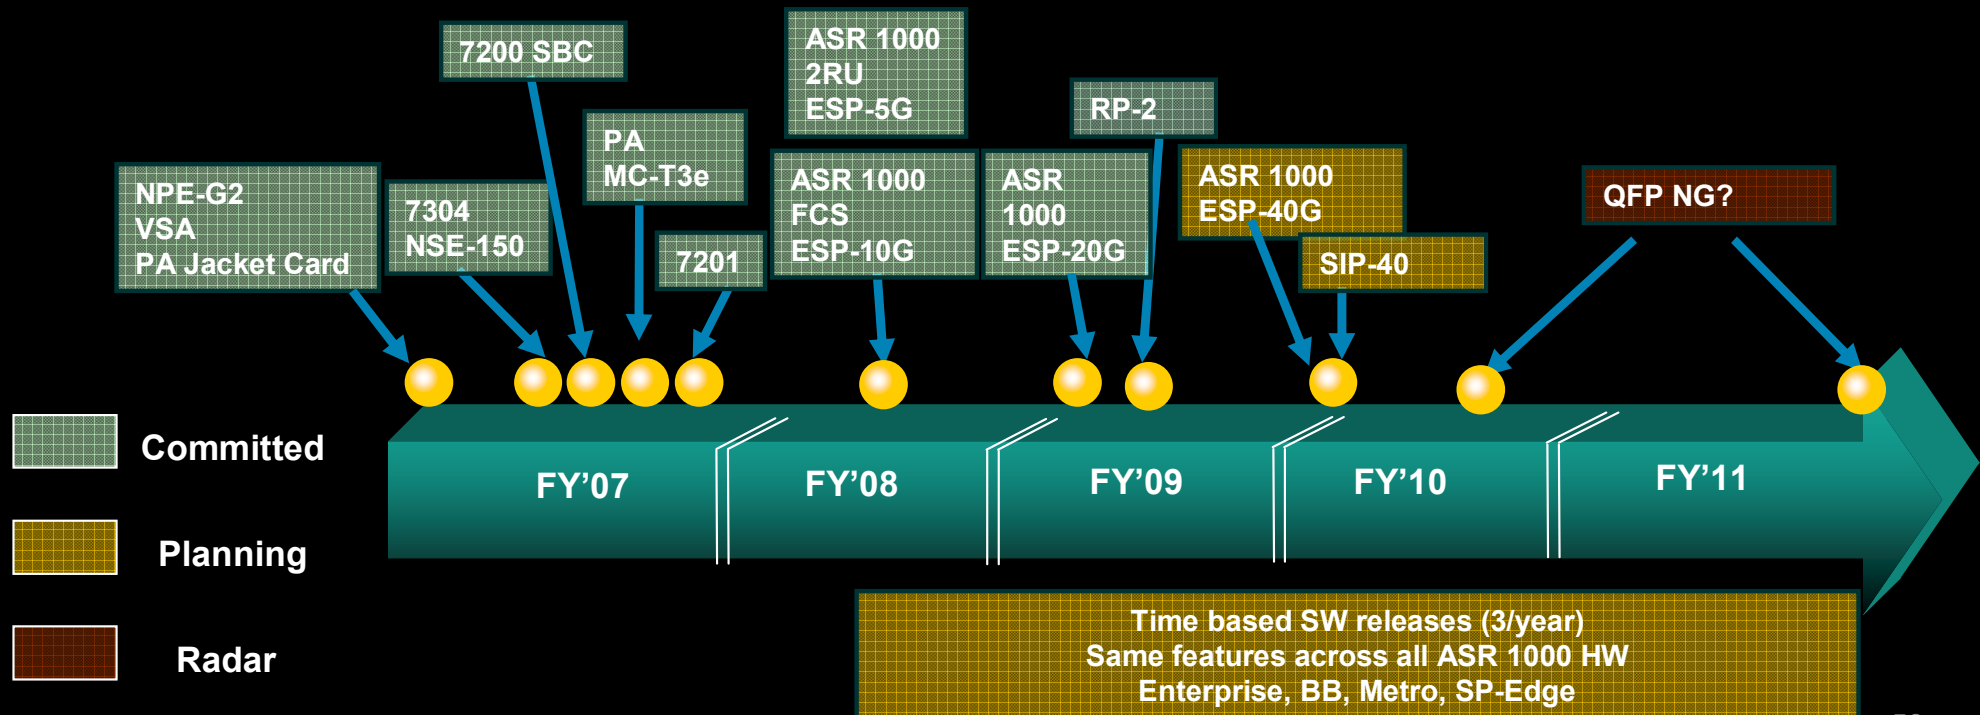 7200 SBC
ASR 1000
2RU
ESP-5G
RP-2
PA
MC-T3e
NPE-G2
VSA
PA Jacket Card
7304
NSE-150
7201
ASR 1000
FCS
ESP-10G
ASR
1000
ESP-20G
ASR 1000
ESP-40G
SIP-40
QFP NG?
Committed
Planning
Radar
FY'07
FY'08
FY'09
FY'10
FY'11
Time based SW releases (3/year)
Same features across all ASR 1000 HW
Enterprise, BB, Metro, SP-Edge